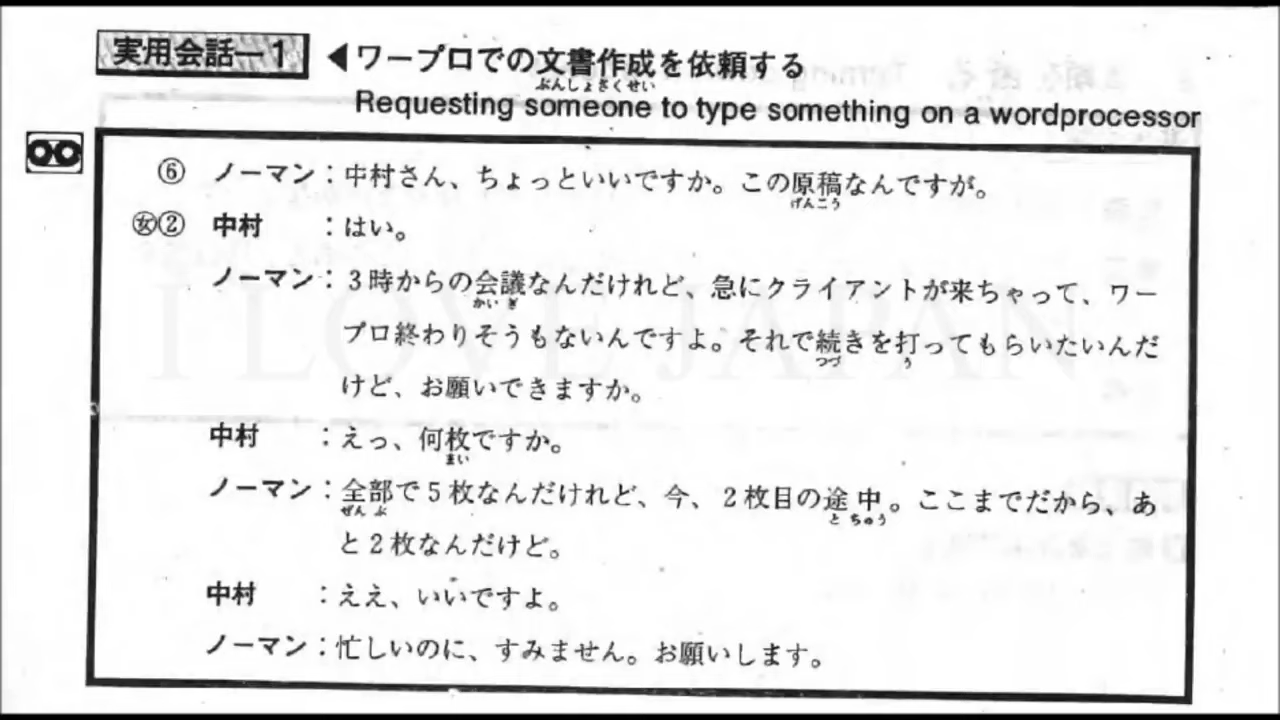 実用会話―1
◀ワープロでの文書作成を依頼する
ぶんしょさくせい
Requesting someone to type something on a wordprocessor
⑥ ノーマン：中村さん、ちょっといいですか。この原稿なんですが。
げんこう
㊛② 中村 ：はい。
ノーマン：3時からの会議なんだけれど、急にクライアントが来ちゃって、ワー
かいぎ
プロ終わりそうもないんですよ。それで続きを打ってもらいたいんだ
つづ う
けど、お願いできますか。
中村 ：えっ、何枚ですか。
まい
ノーマン：全部で5枚なんだけれど、今、2枚目の途中。ここまでだから、あ
ぜんぶ とちゅう
と2枚なんだけど。
中村 ：ええ、いいですよ。
ノーマン：忙しいのに、すみません。お願いします。
I LOVE JAPAN